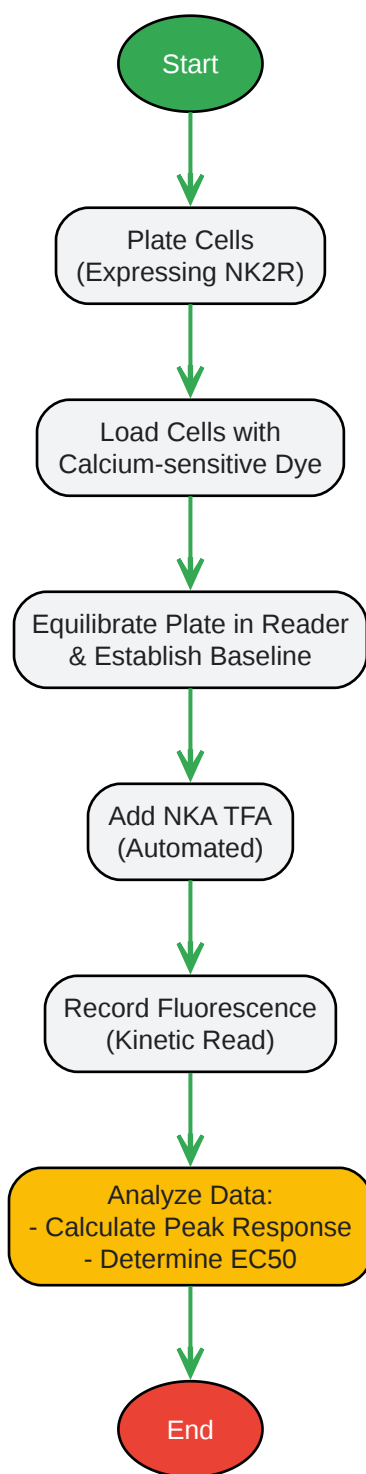 Start
Plate Cells
(Expressing NK2R)
Load Cells with
Calcium-sensitive Dye
Equilibrate Plate in Reader
& Establish Baseline
Add NKA TFA
(Automated)
Record Fluorescence
(Kinetic Read)
Analyze Data:
- Calculate Peak Response
- Determine EC50
End